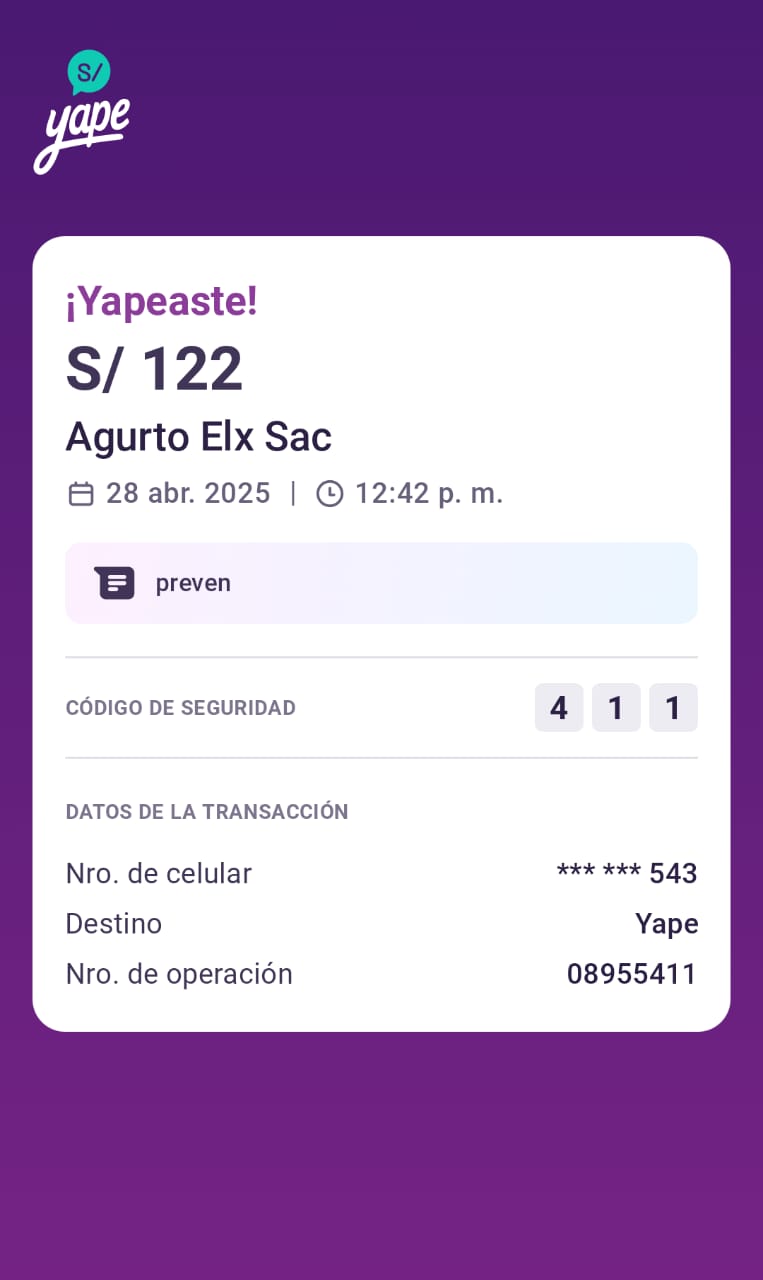 S/
yape
¡Yapeaste!
S/ 122
Agurto Elx Sac
28 abr. 2025 | 12:42 p. m.
preven
CÓDIGO DE SEGURIDAD 4 1 1
DATOS DE LA TRANSACCIÓN
Nro. de celular *** *** 543
Destino Yape
Nro. de operación 08955411